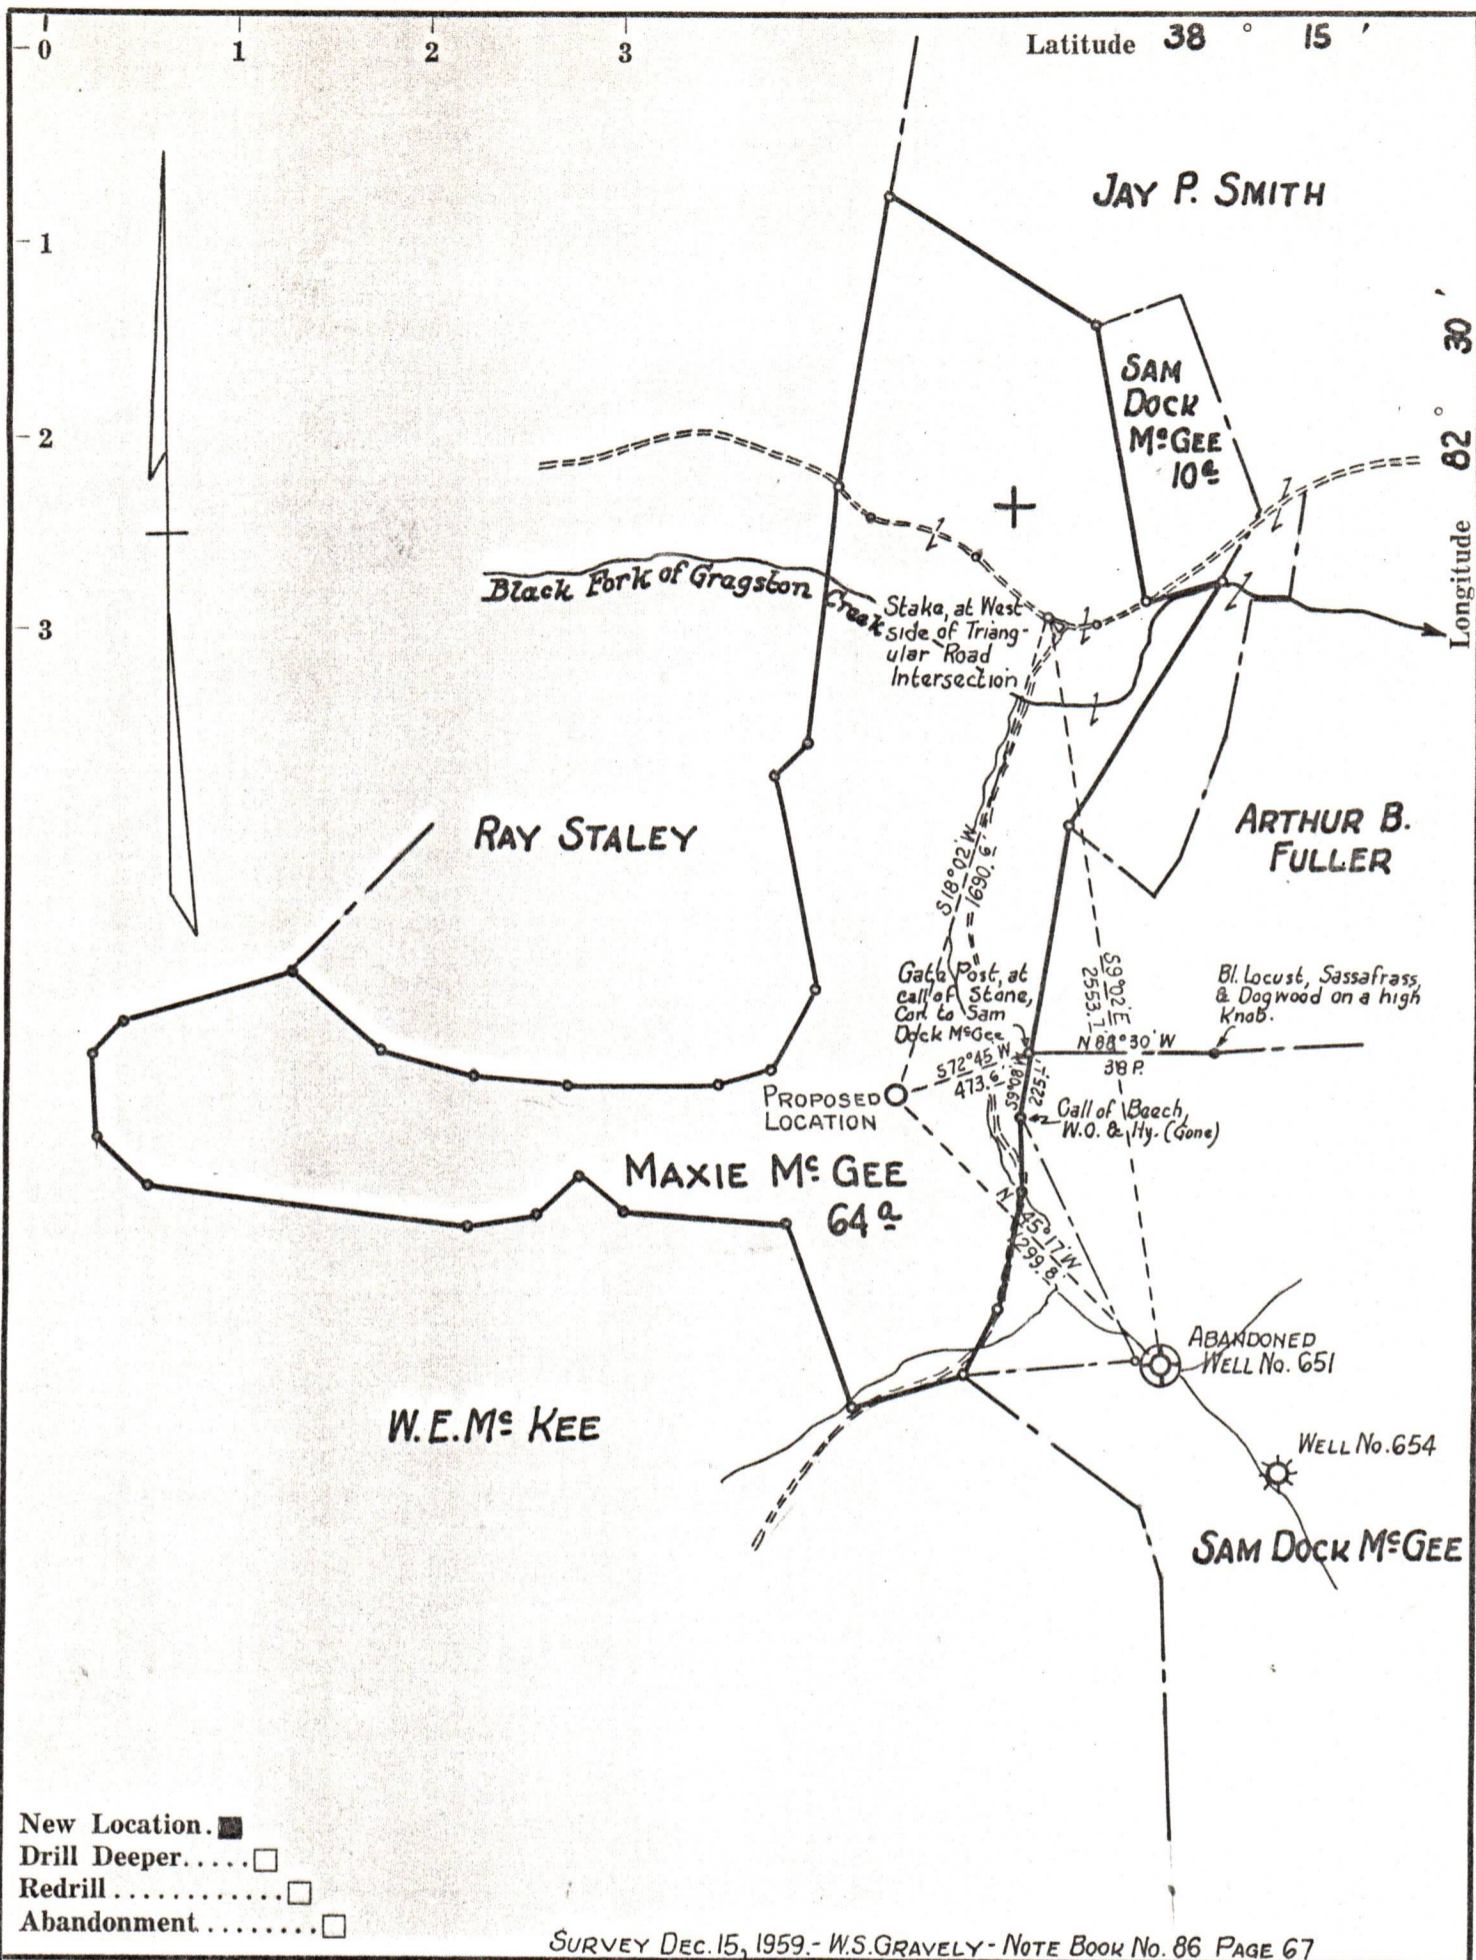 0 1 2 3 Latitude 38 ° 15 '
1
2
3
JAY P. SMITH
Longitude 82 ° 30 '
SAM
DOCK
McGEE
10a
Black Fork of Gragston Creek
Stake, at West
side of Triang-
ular Road
Intersection
RAY STALEY
ARTHUR B.
FULLER
S18°02'W
1690.6'
S9°02'E
2553.7'
Gate Post, at
call of Stone,
Cor. to Sam
Dock McGee
Bl. Locust, Sassafrass,
& Dogwood on a high
Knob.
N88°30'W
38 P.
S72°45'W
473.6'
S9°08'W
225.1'
PROPOSED
LOCATION
Call of Beech,
W.O. & Hy. (Gone)
MAXIE McGEE
64a
N 45°17'W
1299.8'
ABANDONED
WELL No. 651
W.E. McKEE
WELL No. 654
SAM DOCK McGEE
New Location.
Drill Deeper.....
Redrill............
Abandonment........
SURVEY DEC. 15, 1959.- W.S. GRAVELY - NOTE BOOK No. 86 PAGE 67